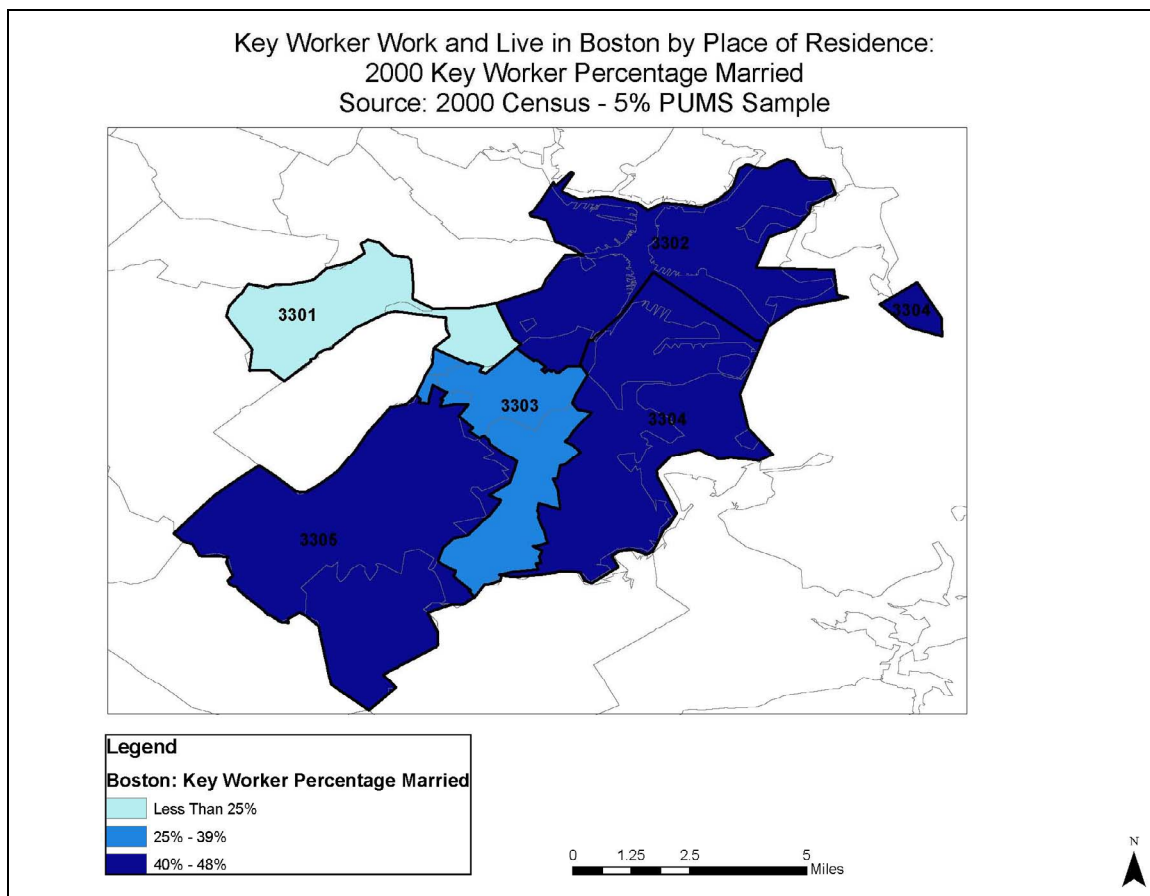 Key Worker Work and Live in Boston by Place of Residence:
2000 Key Worker Percentage Married
Source: 2000 Census - 5% PUMS Sample
3302
3301
3304
3303
3304
3305
Legend
Boston: Key Worker Percentage Married
Less Than 25%
25% - 39%
40% - 48%
0 1.25 2.5 5
Miles
N